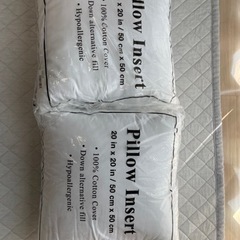 Pillow Insert
20 in x 20 in / 50 cm x 50 cm
• 100% Cotton Cover
• Down alternative fill
• Hypoallergenic
Insert
x 20 in / 50 cm x 50 cm
• 100% Cotton Cover
• Down alternative fill
• Hypoallergenic